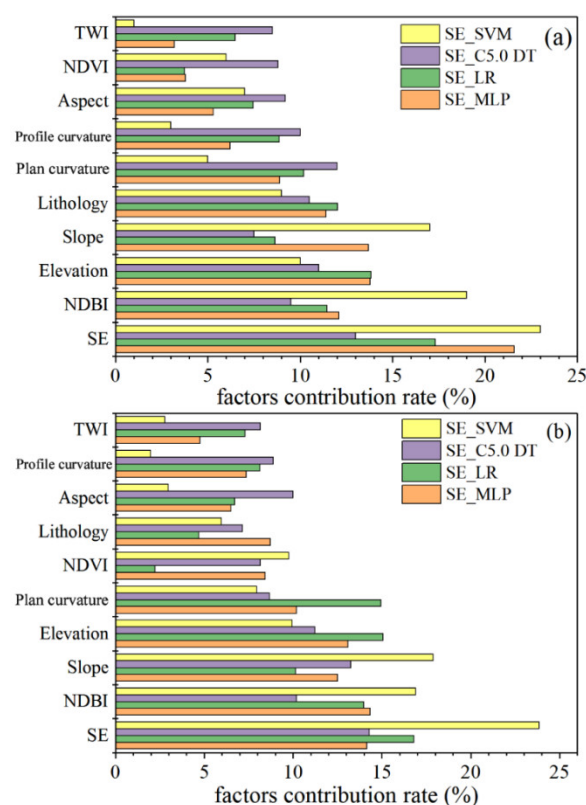 (a)
SE_SVM
SE_C5.0 DT
SE_LR
SE_MLP
TWI
NDVI
Aspect
Profile curvature
Plan curvature
Lithology
Slope
Elevation
NDBI
SE
0 5 10 15 20 25
factors contribution rate (%)
(b)
SE_SVM
SE_C5.0 DT
SE_LR
SE_MLP
TWI
Profile curvature
Aspect
Lithology
NDVI
Plan curvature
Elevation
Slope
NDBI
SE
0 5 10 15 20 25
factors contribution rate (%)